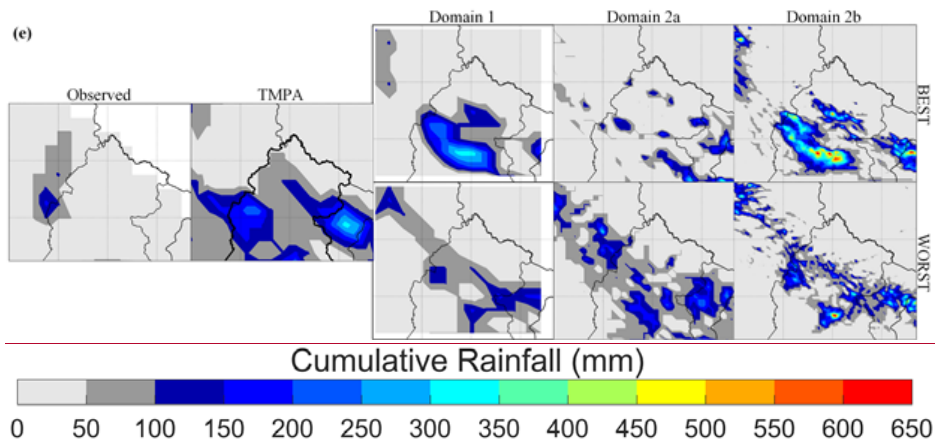 (e)
Domain 1 Domain 2a Domain 2b
Observed TMPA
BEST
WORST
Cumulative Rainfall (mm)
0 50 100 150 200 250 300 350 400 450 500 550 600 650